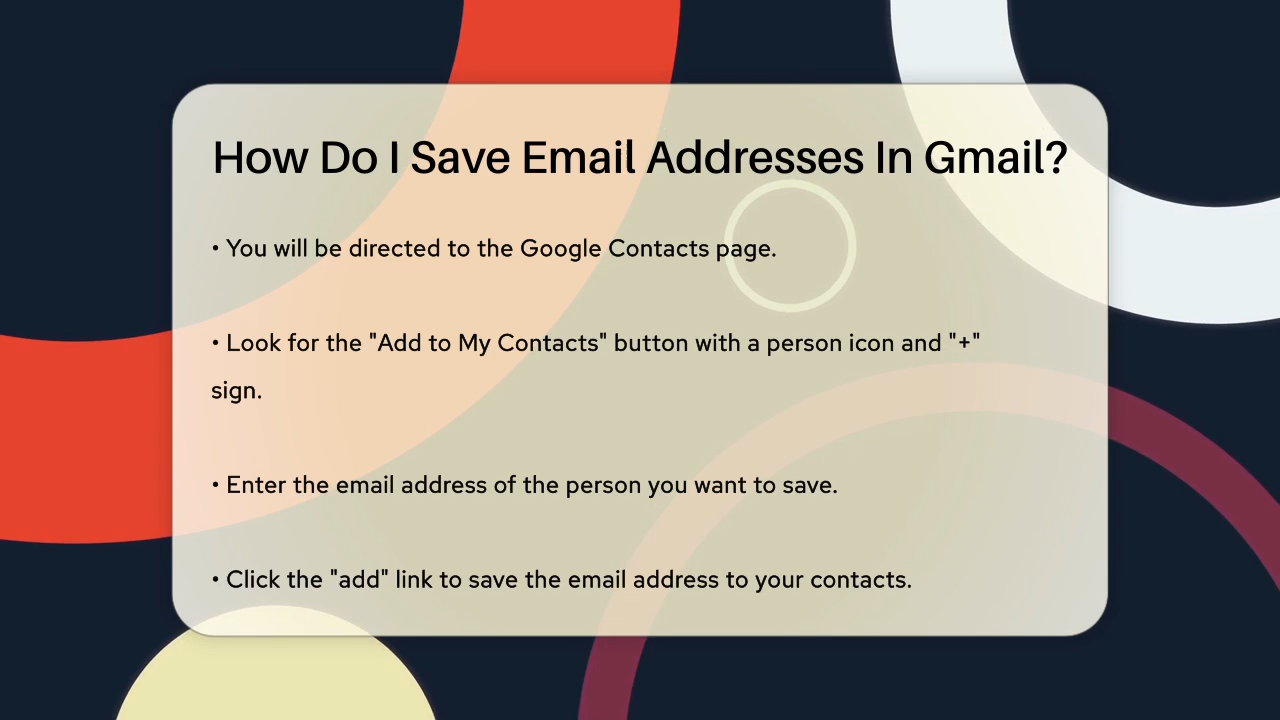 How Do I Save Email Addresses In Gmail?
• You will be directed to the Google Contacts page.
• Look for the "Add to My Contacts" button with a person icon and "+"
sign.
• Enter the email address of the person you want to save.
• Click the "add" link to save the email address to your contacts.